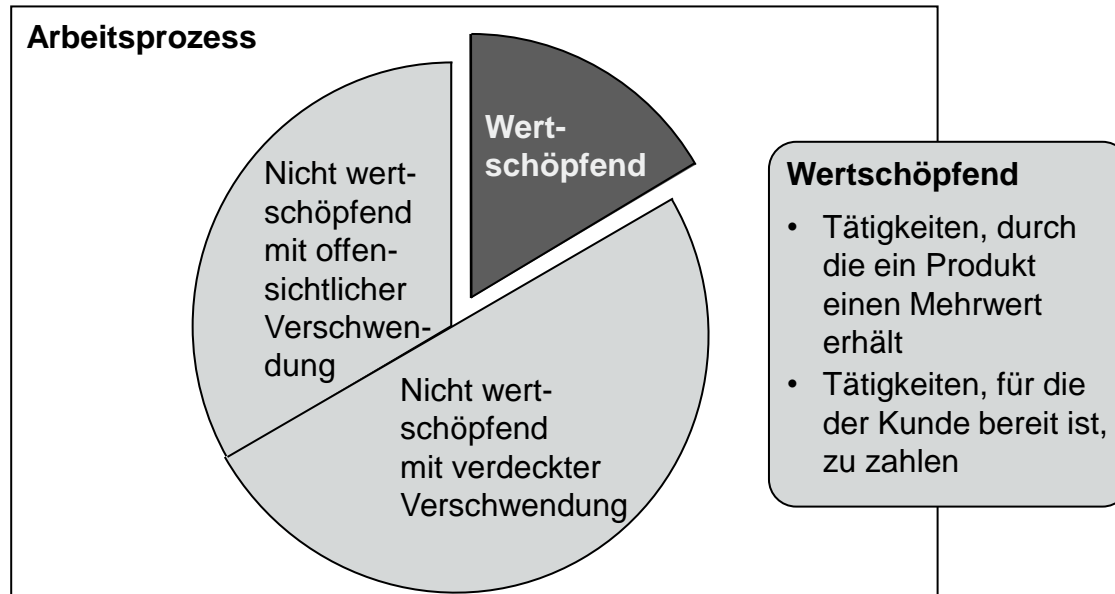 Arbeitsprozess
Wert-
schöpfend
Nicht wert-
schöpfend
mit offen-
sichtlicher
Verschwen-
dung
Nicht wert-
schöpfend
mit verdeckter
Verschwendung
Wertschöpfend
• Tätigkeiten, durch
die ein Produkt
einen Mehrwert
erhält
• Tätigkeiten, für die
der Kunde bereit ist,
zu zahlen